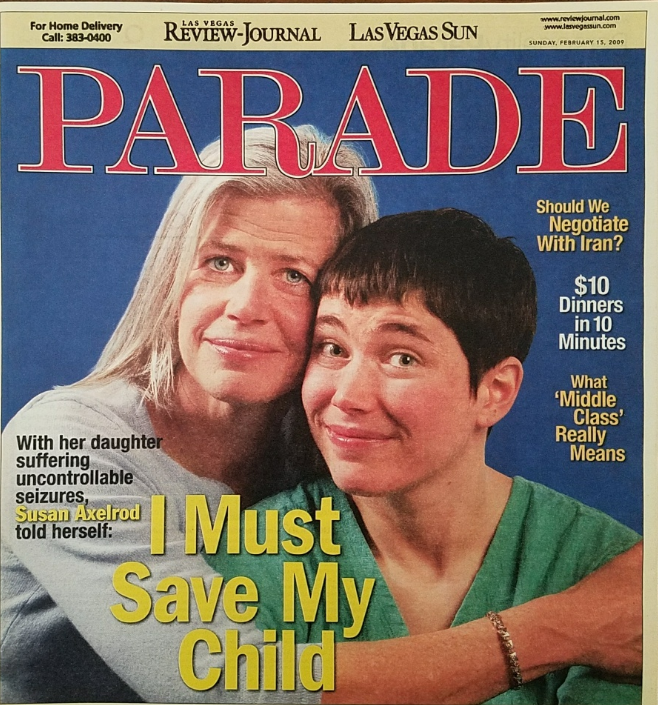 For Home Delivery
Call: 383-0400
LAS VEGAS
REVIEW-JOURNAL
LAS VEGAS SUN
www.reviewjournal.com
www.lasvegassun.com
SUNDAY, FEBRUARY 15, 2009
PARADE
Should We
Negotiate
With Iran?
$10
Dinners
in 10
Minutes
What
'Middle
Class'
Really
Means
With her daughter
suffering
uncontrollable
seizures,
Susan Axelrod
told herself:
I Must
Save My
Child